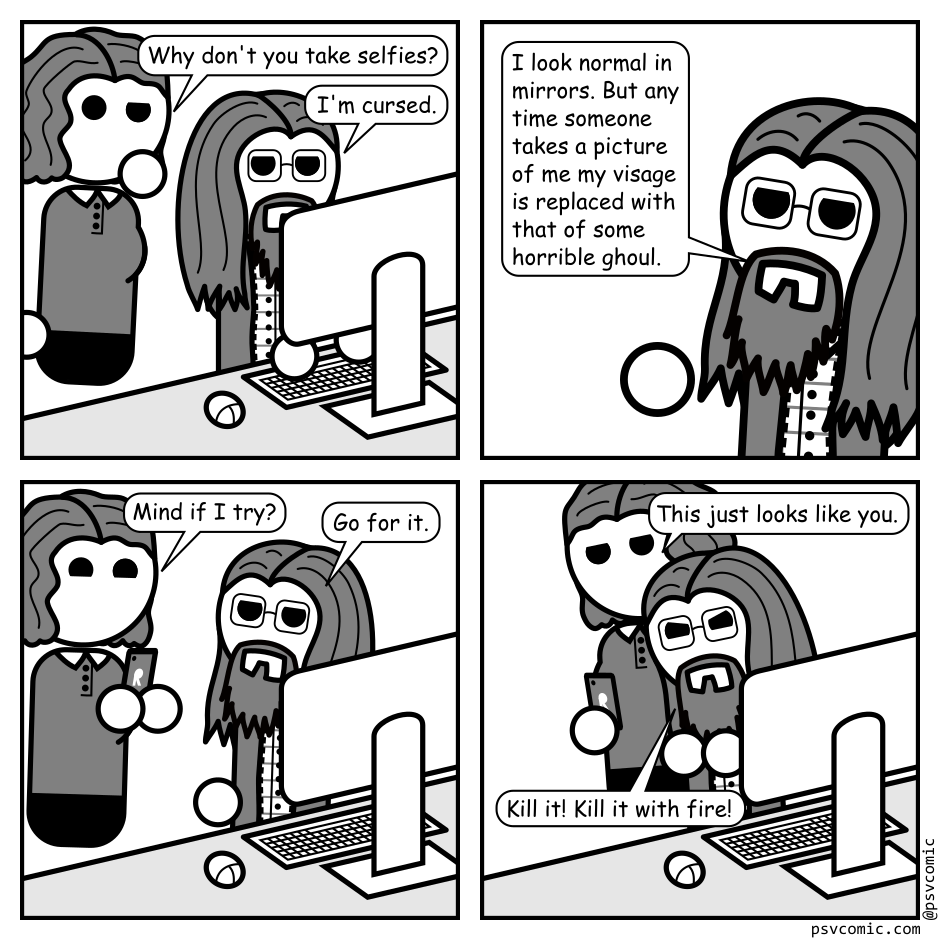 Why don't you take selfies?
I'm cursed.
I look normal in
mirrors. But any
time someone
takes a picture
of me my visage
is replaced with
that of some
horrible ghoul.
Mind if I try?
Go for it.
This just looks like you.
Kill it! Kill it with fire!
@psvcomic
psvcomic.com